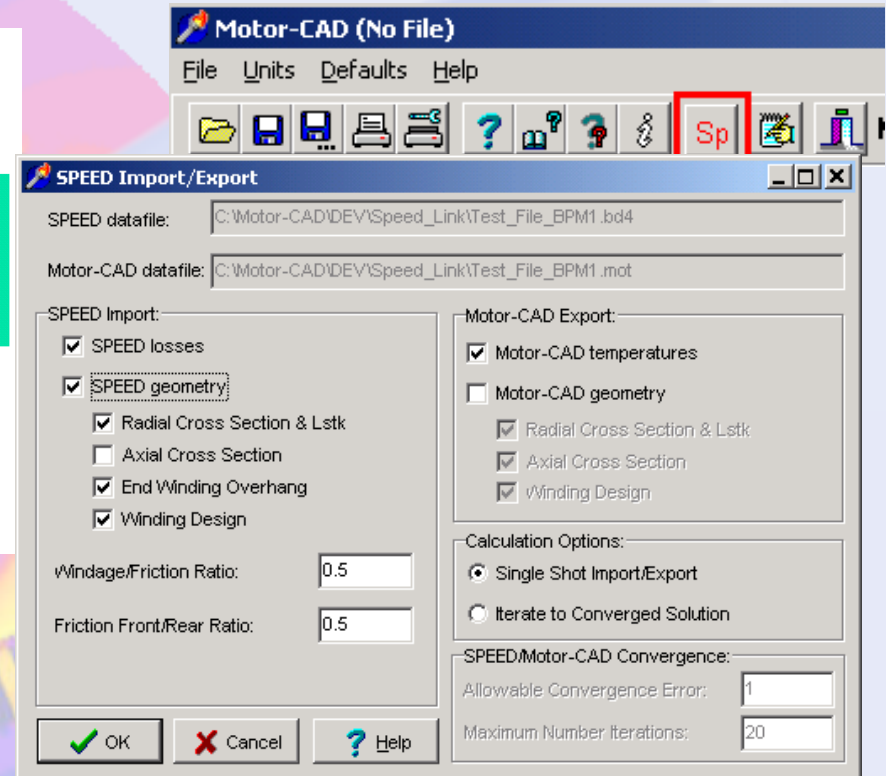 Motor-CAD (No File)
File Units Defaults Help
Sp
SPEED Import/Export
SPEED datafile: C:\Motor-CAD\DEV\Speed_Link\Test_File_BPM1.bd4
Motor-CAD datafile: C:\Motor-CAD\DEV\Speed_Link\Test_File_BPM1.mot
SPEED Import:
SPEED losses
SPEED geometry
Radial Cross Section & Lstk
Axial Cross Section
End Winding Overhang
Winding Design
Windage/Friction Ratio: 0.5
Friction Front/Rear Ratio: 0.5
Motor-CAD Export:
Motor-CAD temperatures
Motor-CAD geometry
Radial Cross Section & Lstk
Axial Cross Section
Winding Design
Calculation Options:
Single Shot Import/Export
Iterate to Converged Solution
SPEED/Motor-CAD Convergence:
Allowable Convergence Error: 1
Maximum Number Iterations: 20
OK Cancel Help